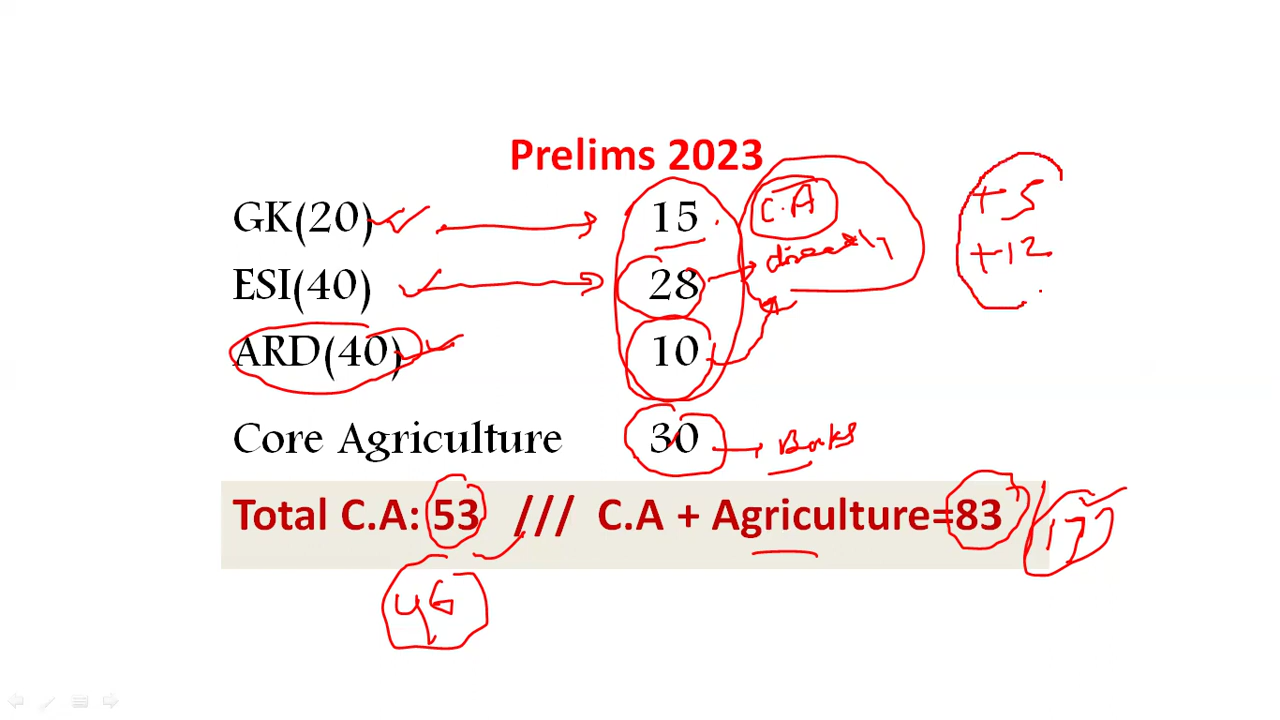 Prelims 2023
GK(20) 15 C.A +5
ESI(40) 28 directly +12
ARD(40) 10
Core Agriculture 30 Books
Total C.A: 53 /// C.A + Agriculture=83
46